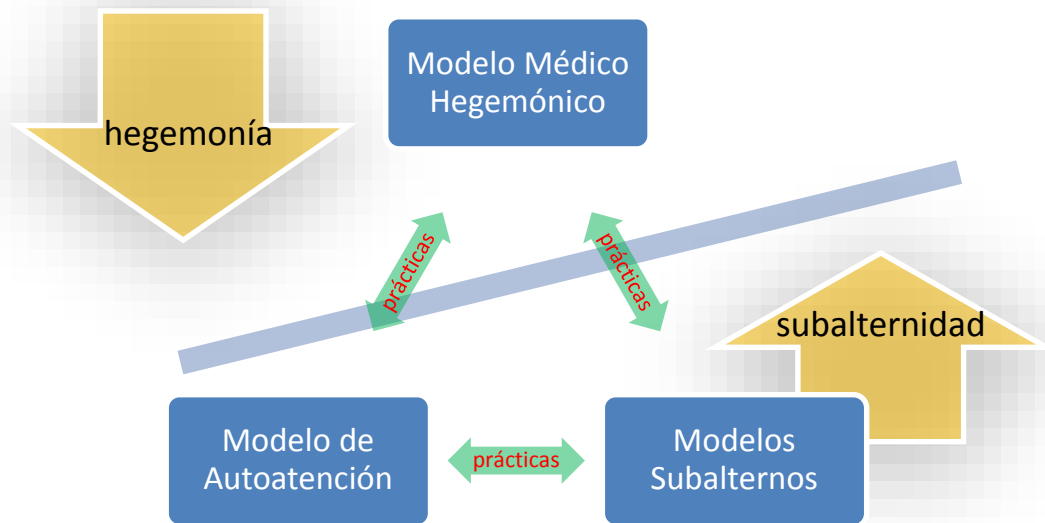 Modelo Médico
Hegemónico
hegemonía
prácticas
prácticas
subalternidad
Modelo de
Autoatención
prácticas
Modelos
Subalternos